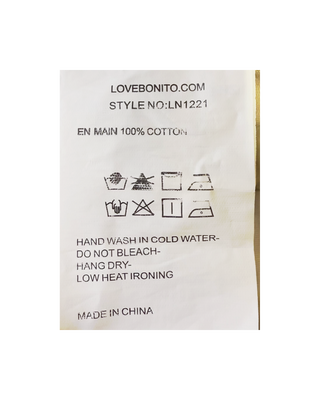 LOVEBONITO.COM
STYLE NO:LN1221
EN MAIN 100% COTTON
HAND WASH IN COLD WATER-
DO NOT BLEACH-
HANG DRY-
LOW HEAT IRONING
MADE IN CHINA